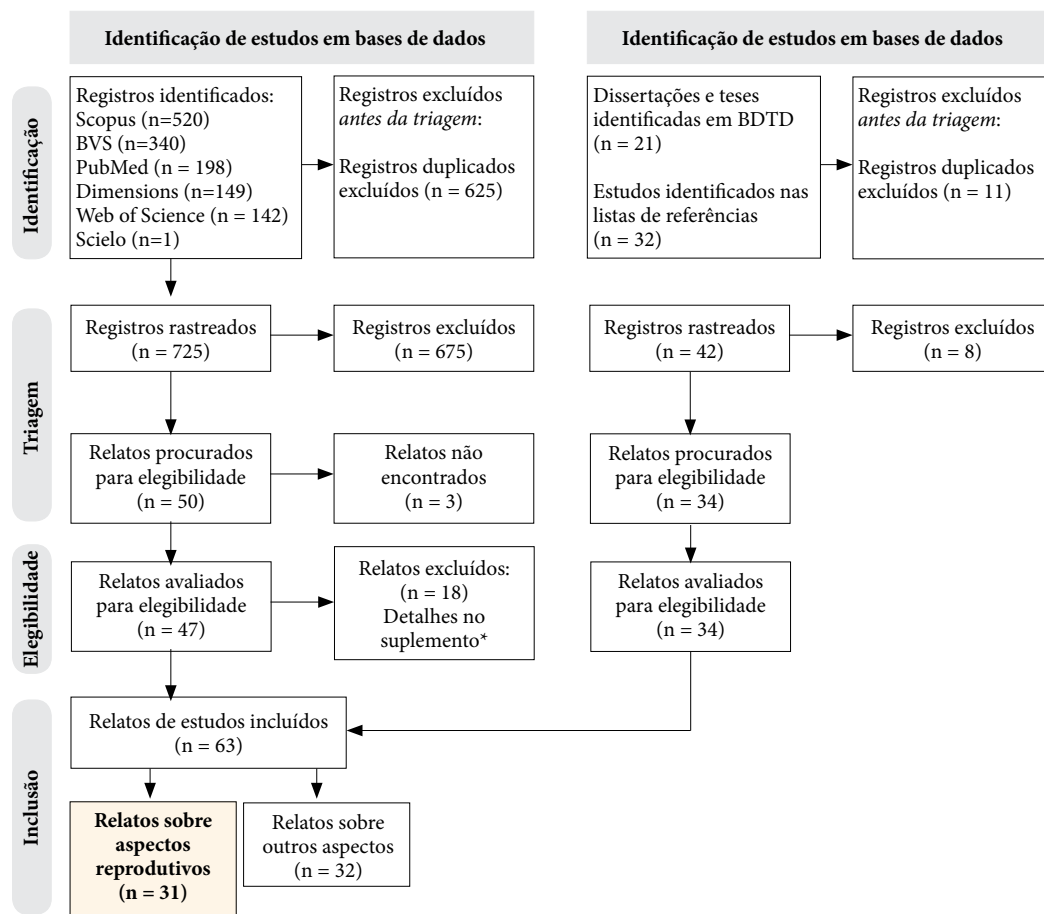 Identificação de estudos em bases de dados
Identificação de estudos em bases de dados
Identificação
Registros identificados:
Scopus (n=520)
BVS (n=340)
PubMed (n = 198)
Dimensions (n=149)
Web of Science (n = 142)
Scielo (n=1)
Registros excluídos
antes da triagem:
Registros duplicados
excluídos (n = 625)
Dissertações e teses
identificadas em BDTD
(n = 21)
Estudos identificados nas
listas de referências
(n = 32)
Registros excluídos
antes da triagem:
Registros duplicados
excluídos (n = 11)
Triagem
Registros rastreados
(n = 725)
Registros excluídos
(n = 675)
Registros rastreados
(n = 42)
Registros excluídos
(n = 8)
Relatos procurados
para elegibilidade
(n = 50)
Relatos não
encontrados
(n = 3)
Relatos procurados
para elegibilidade
(n = 34)
Elegibilidade
Relatos avaliados
para elegibilidade
(n = 47)
Relatos excluídos:
(n = 18)
Detalhes no
suplemento*
Relatos avaliados
para elegibilidade
(n = 34)
Inclusão
Relatos de estudos incluídos
(n = 63)
Relatos sobre
aspectos
reprodutivos
(n = 31)
Relatos sobre
outros aspectos
(n = 32)